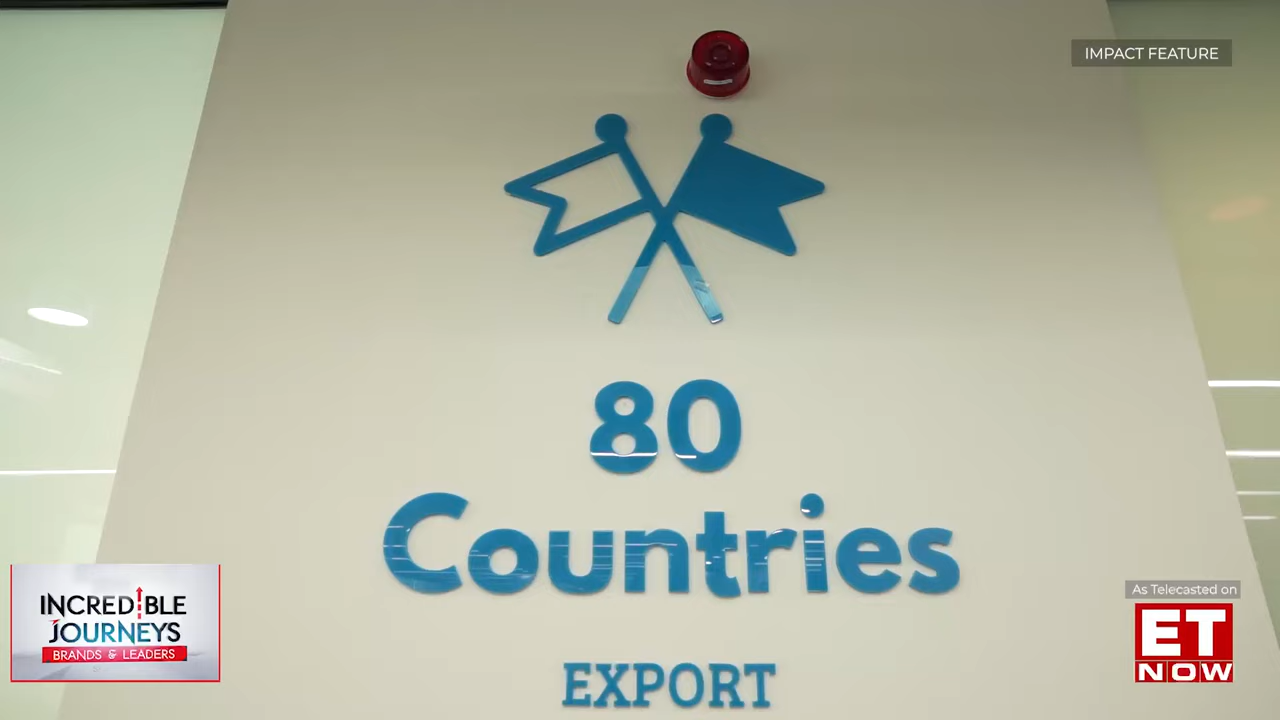 IMPACT FEATURE
80
Countries
EXPORT
INCREDIBLE
JOURNEYS
BRANDS & LEADERS
As Telecasted on
ET
NOW